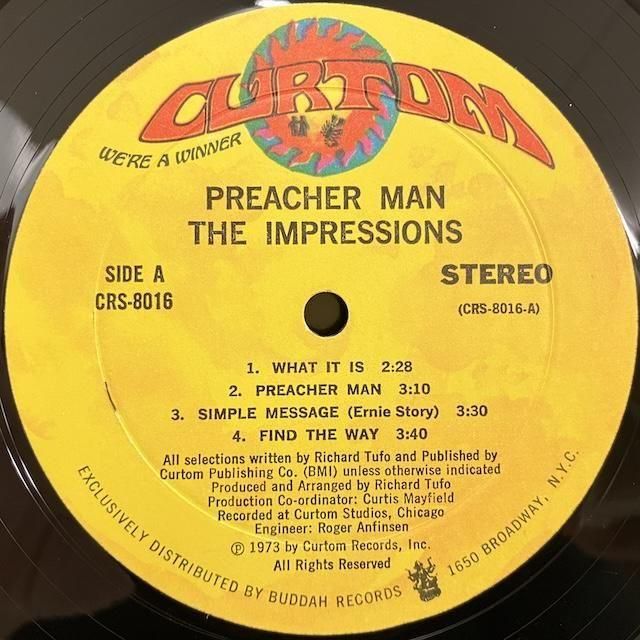 CURTOM
WE'RE A WINNER
PREACHER MAN
THE IMPRESSIONS
SIDE A
CRS-8016
STEREO
(CRS-8016-A)
1. WHAT IT IS 2:28
2. PREACHER MAN 3:10
3. SIMPLE MESSAGE (Ernie Story) 3:30
4. FIND THE WAY 3:40
All selections written by Richard Tufo and Published by
Curtom Publishing Co. (BMI) unless otherwise indicated
Produced and Arranged by Richard Tufo
Production Co-ordinator: Curtis Mayfield
Recorded at Curtom Studios, Chicago
Engineer: Roger Anfinsen
Ⓟ 1973 by Curtom Records, Inc.
All Rights Reserved
EXCLUSIVELY DISTRIBUTED BY BUDDAH RECORDS 1650 BROADWAY, N.Y.C.